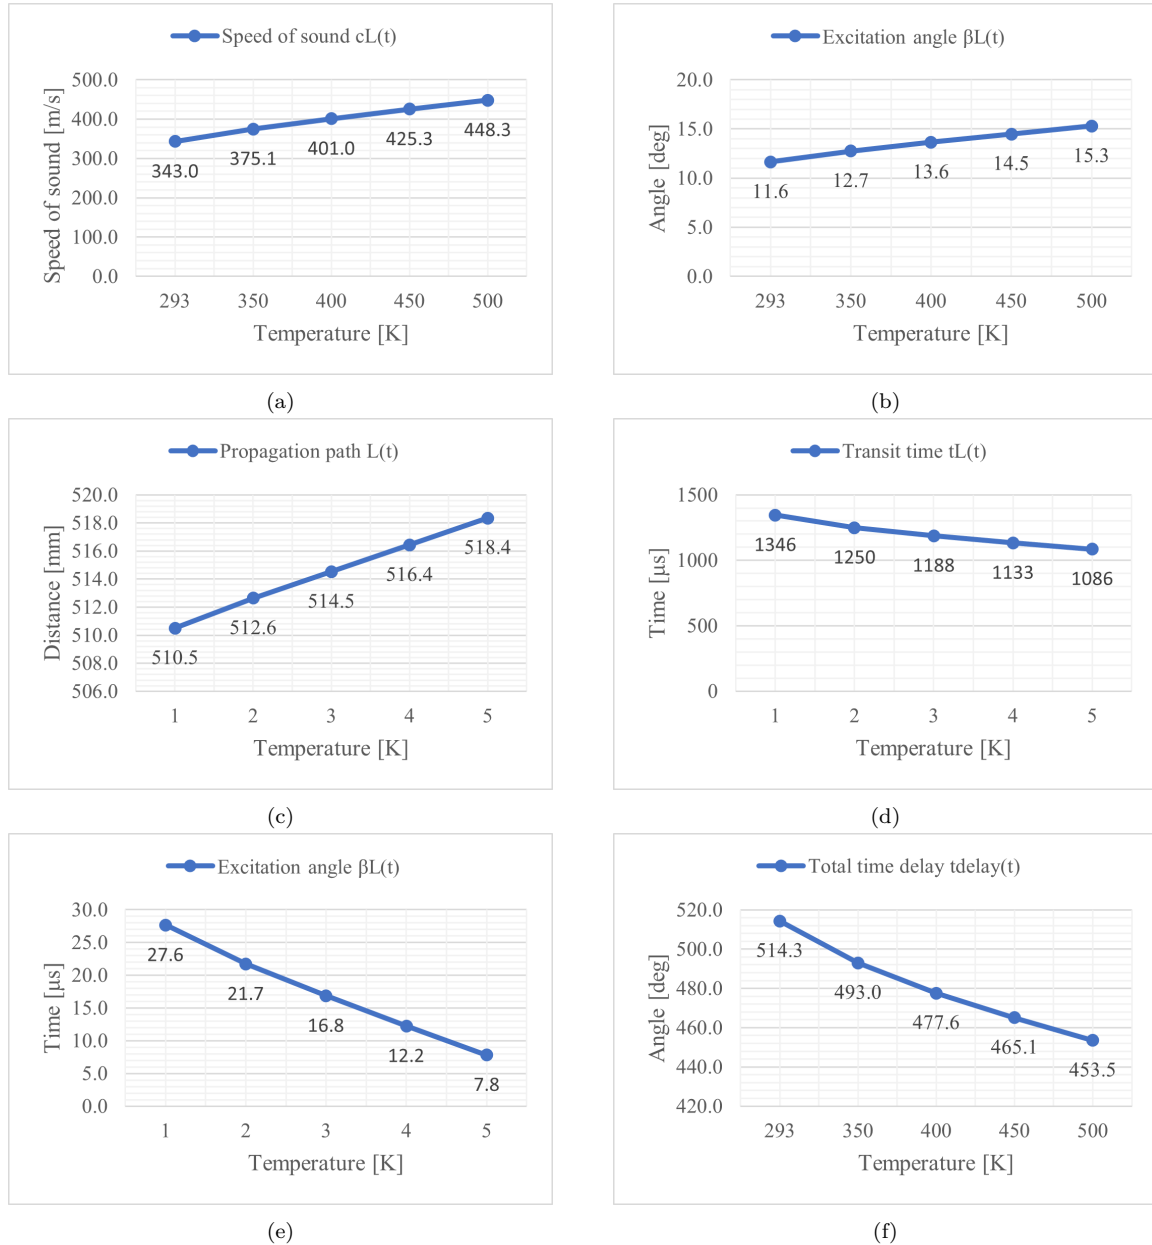 Speed of sound cL(t)
Speed of sound [m/s]
500.0
400.0
300.0
200.0
100.0
0.0
343.0
375.1
401.0
425.3
448.3
293 350 400 450 500
Temperature [K]
(a)
Excitation angle βL(t)
Angle [deg]
20.0
15.0
10.0
5.0
0.0
11.6
12.7
13.6
14.5
15.3
293 350 400 450 500
Temperature [K]
(b)
Propagation path L(t)
Distance [mm]
520.0
518.0
516.0
514.0
512.0
510.0
508.0
506.0
510.5
512.6
514.5
516.4
518.4
1 2 3 4 5
Temperature [K]
(c)
Transit time tL(t)
Time [μs]
1500
1000
500
0
1346
1250
1188
1133
1086
1 2 3 4 5
Temperature [K]
(d)
Excitation angle βL(t)
Time [μs]
30.0
25.0
20.0
15.0
10.0
5.0
0.0
27.6
21.7
16.8
12.2
7.8
1 2 3 4 5
Temperature [K]
(e)
Total time delay tdelay(t)
Angle [deg]
520.0
500.0
480.0
460.0
440.0
420.0
514.3
493.0
477.6
465.1
453.5
293 350 400 450 500
Temperature [K]
(f)